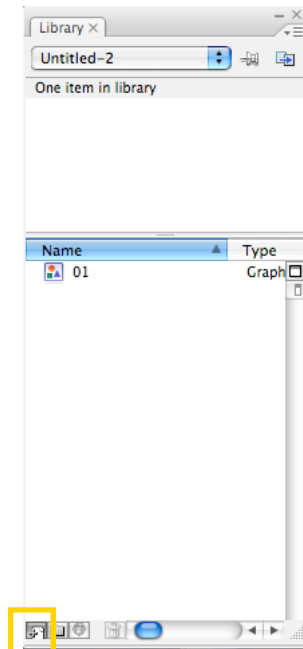 Library ×
Untitled-2
One item in library
Name Type
01 Graph